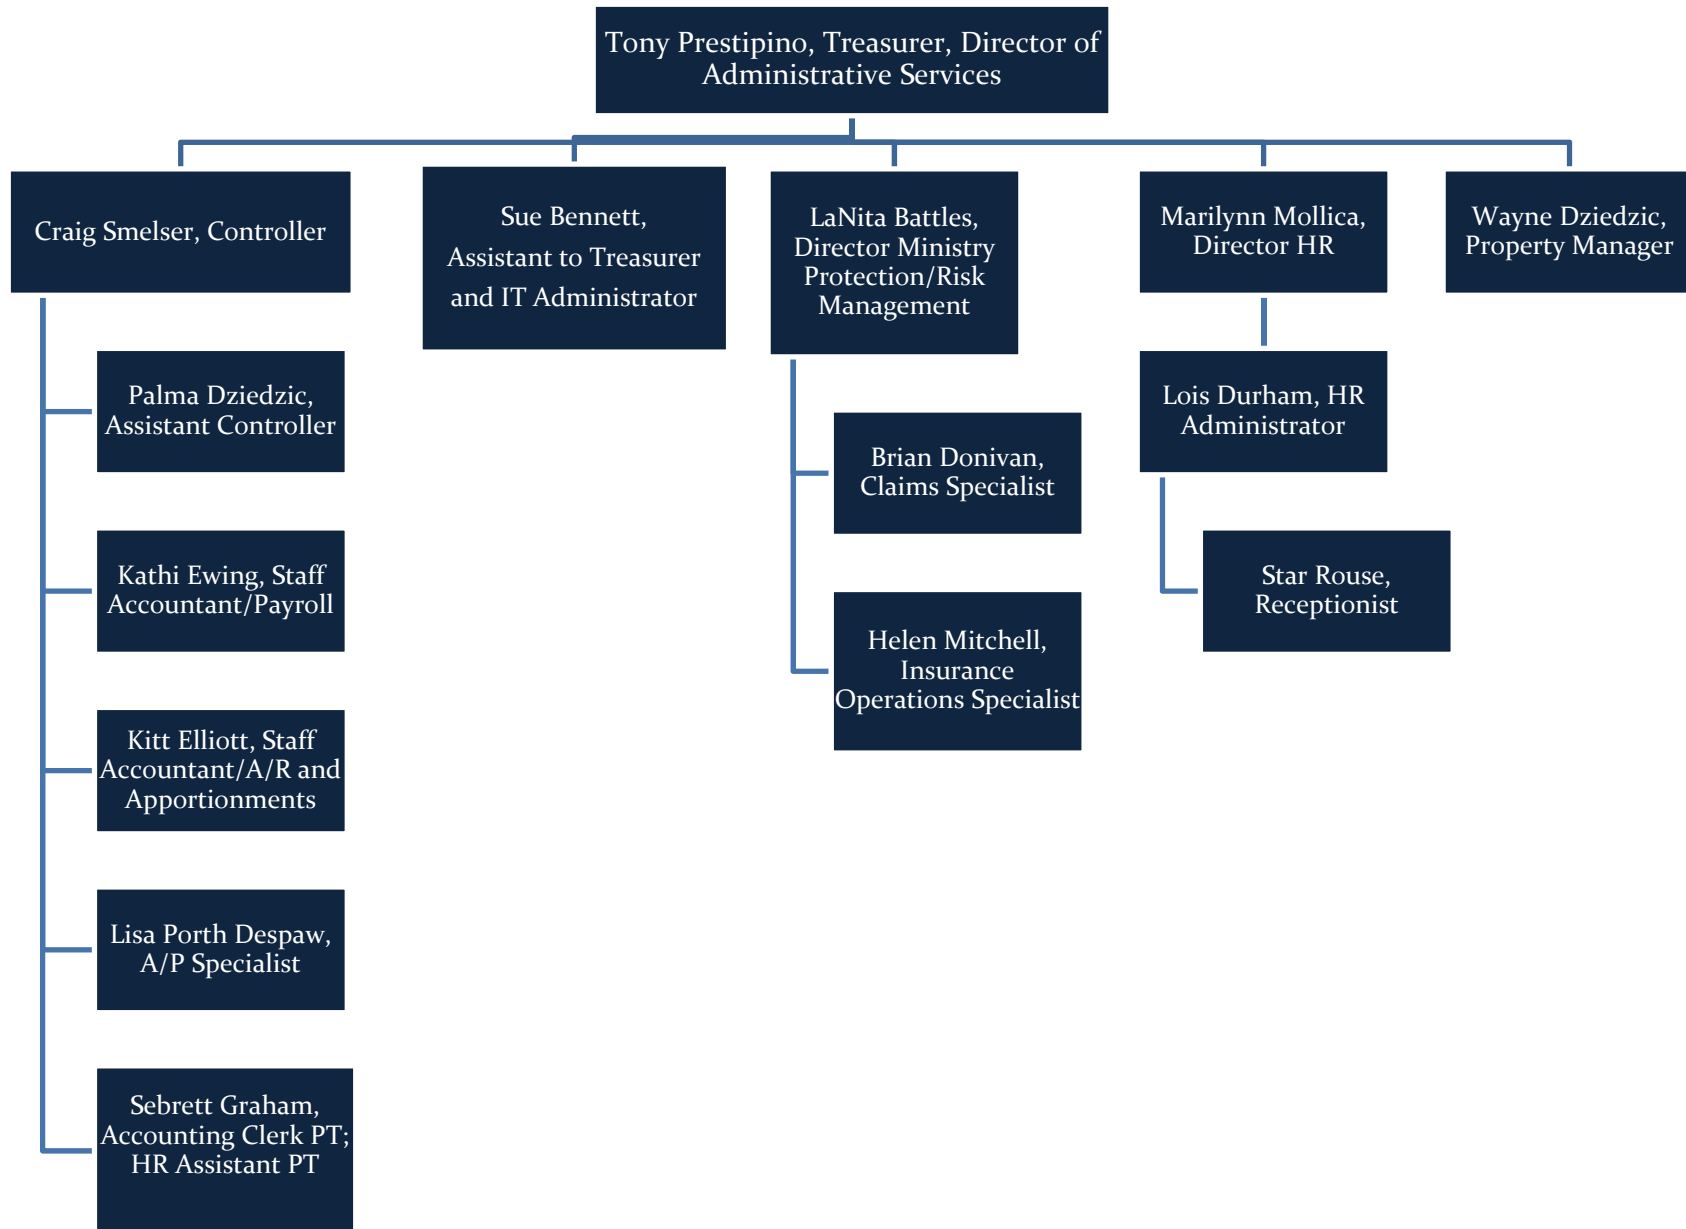 Tony Prestipino, Treasurer, Director of
Administrative Services
Craig Smelser, Controller
Sue Bennett,
Assistant to Treasurer
and IT Administrator
LaNita Battles,
Director Ministry
Protection/Risk
Management
Marilynn Mollica,
Director HR
Wayne Dziedzic,
Property Manager
Palma Dziedzic,
Assistant Controller
Kathi Ewing, Staff
Accountant/Payroll
Kitt Elliott, Staff
Accountant/A/R and
Apportionments
Lisa Porth Despaw,
A/P Specialist
Sebrett Graham,
Accounting Clerk PT;
HR Assistant PT
Brian Donivan,
Claims Specialist
Helen Mitchell,
Insurance
Operations Specialist
Lois Durham, HR
Administrator
Star Rouse,
Receptionist